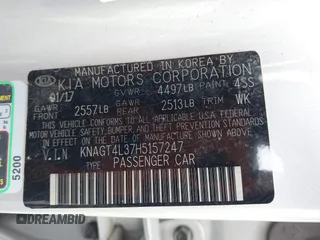 MANUFACTURED IN KOREA BY
KIA MOTORS CORPORATION
01/17 GVWR 4497LB PAINT 4SS
GAWR FRONT 2557LB GAWR REAR 2513LB TRIM WK
THIS VEHICLE CONFORMS TO ALL APPLICABLE
FEDERAL MOTOR VEHICLE SAFETY, BUMPER,
AND THEFT PREVENTION STANDARDS
IN EFFECT ON THE DATE OF MANUFACTURE
SHOWN ABOVE.
V.I.N KNAGT4L37H5157247
TYPE: PASSENGER CAR
5200
DREAMBID